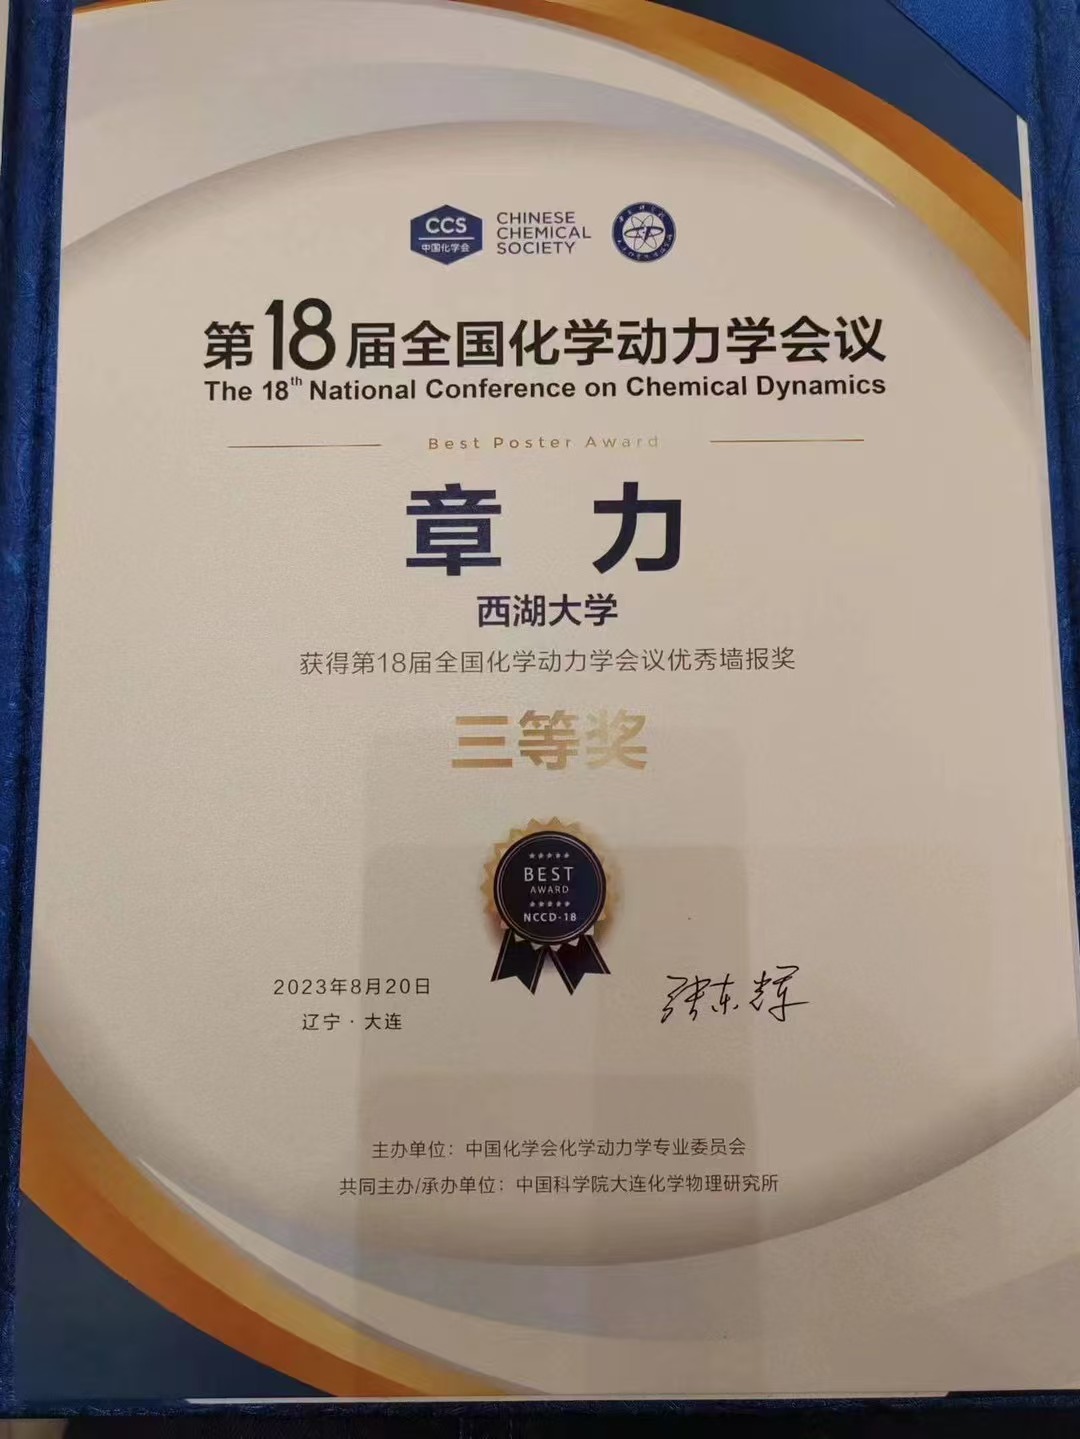 CCS
中国化学会
CHINESE
CHEMICAL
SOCIETY
第18届全国化学动力学会议
The 18th National Conference on Chemical Dynamics
Best Poster Award
章 力
西湖大学
获得第18届全国化学动力学会议优秀墙报奖
三等奖
BEST
AWARD
NCCD-18
2023年8月20日
辽宁·大连
张东辉
主办单位：中国化学会化学动力学专业委员会
共同主办/承办单位：中国科学院大连化学物理研究所